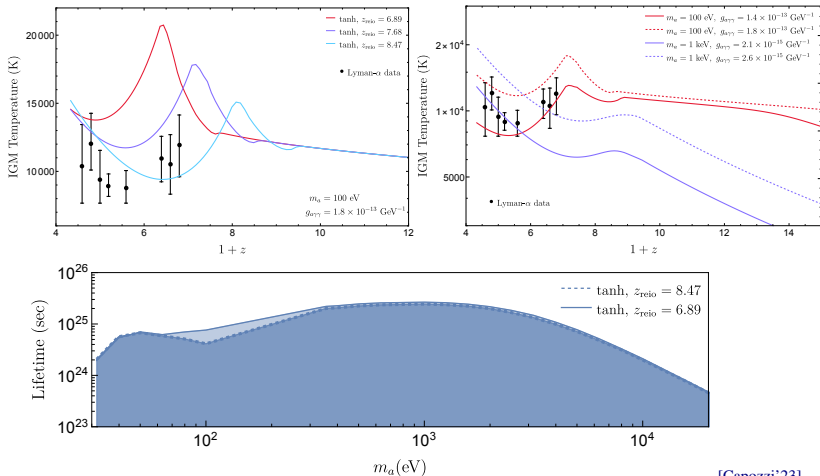 20000
15000
10000
IGM Temperature (K)
tanh, z_reio = 6.89
tanh, z_reio = 7.68
tanh, z_reio = 8.47
Lyman-α data
m_a = 100 eV
g_aγγ = 1.8 × 10^-13 GeV^-1
4 6 8 10 12
1 + z
2×10^4
1×10^4
5000
IGM Temperature (K)
m_a = 100 eV, g_aγγ = 1.4 × 10^-13 GeV^-1
m_a = 100 eV, g_aγγ = 1.8 × 10^-13 GeV^-1
m_a = 1 keV, g_aγγ = 2.1 × 10^-15 GeV^-1
m_a = 1 keV, g_aγγ = 2.6 × 10^-15 GeV^-1
Lyman-α data
4 6 8 10 12 14
1 + z
10^26
10^25
10^24
10^23
Lifetime (sec)
tanh, z_reio = 8.47
tanh, z_reio = 6.89
10^2 10^3 10^4
m_a(eV)
[Capozzi'23]